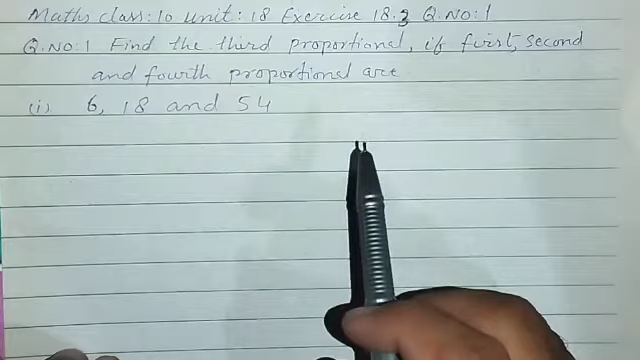 Maths class: 10 unit: 18 Exercise 18.3 Q.NO: 1
Q.NO: 1 Find the third proportional, if first, second
and fourth proportional are
(i) 6, 18 and 54